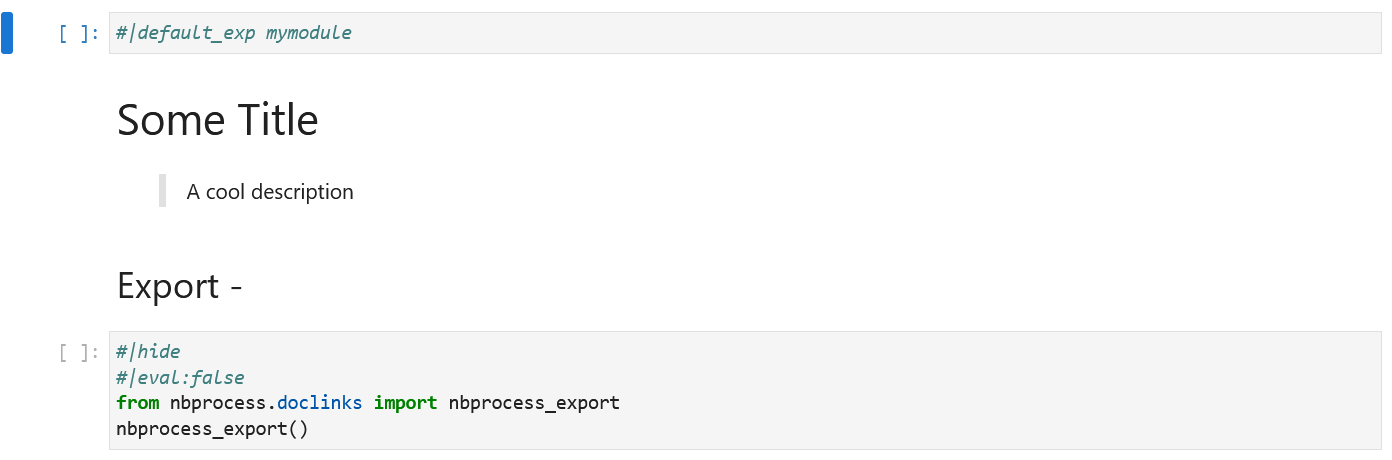 [ ]: #|default_exp mymodule
Some Title
A cool description
Export -
[ ]: #|hide
#|eval:false
from nbprocess.doclinks import nbprocess_export
nbprocess_export()